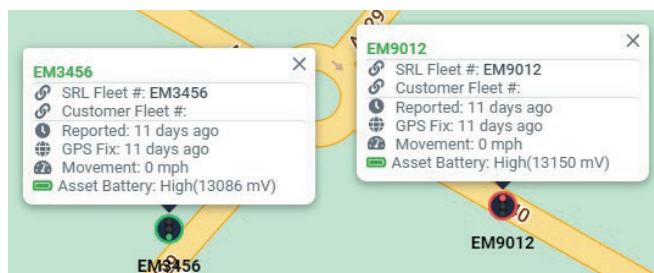 EM3456
SRL Fleet #: EM3456
Customer Fleet #:
Reported: 11 days ago
GPS Fix: 11 days ago
Movement: 0 mph
Asset Battery: High(13086 mV)
EM9012
SRL Fleet #: EM9012
Customer Fleet #:
Reported: 11 days ago
GPS Fix: 11 days ago
Movement: 0 mph
Asset Battery: High(13150 mV)
EM3456
EM9012